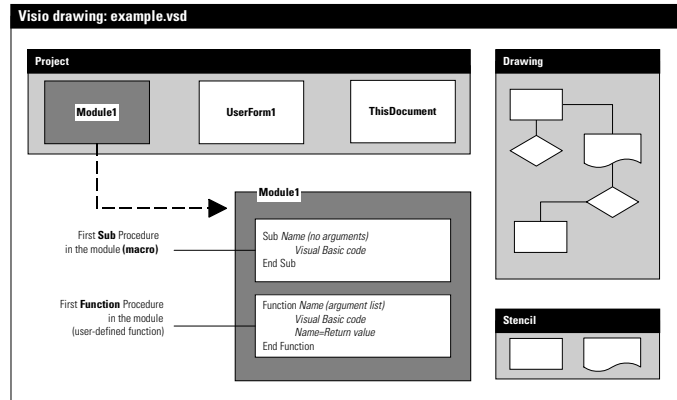 Visio drawing: example.vsd
Project
Module1
UserForm1
ThisDocument
Drawing
Module1
First Sub Procedure
in the module (macro)
Sub Name (no arguments)
Visual Basic code
End Sub
First Function Procedure
in the module
(user-defined function)
Function Name (argument list)
Visual Basic code
Name=Return value
End Function
Stencil